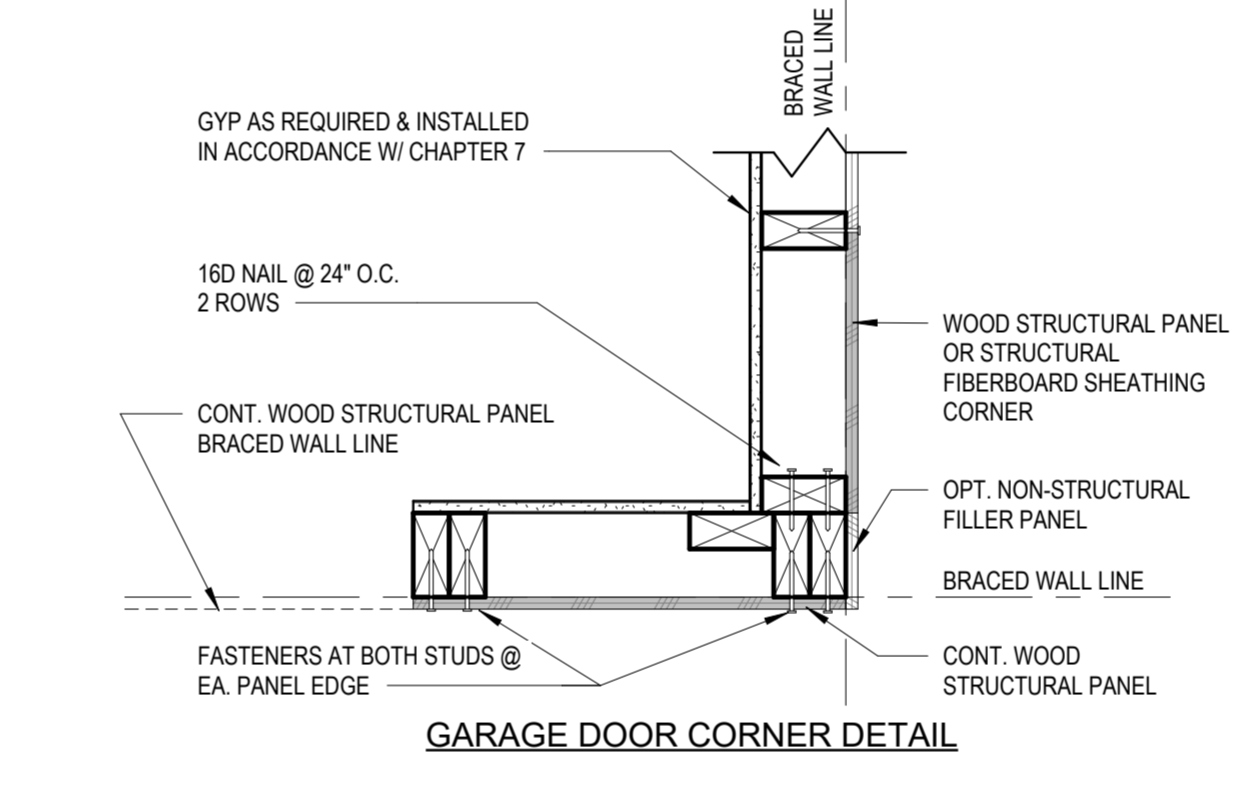 BRACED
WALL LINE
GYP AS REQUIRED & INSTALLED
IN ACCORDANCE W/ CHAPTER 7
16D NAIL @ 24" O.C.
2 ROWS
WOOD STRUCTURAL PANEL
OR STRUCTURAL
FIBERBOARD SHEATHING
CORNER
CONT. WOOD STRUCTURAL PANEL
BRACED WALL LINE
OPT. NON-STRUCTURAL
FILLER PANEL
BRACED WALL LINE
FASTENERS AT BOTH STUDS @
EA. PANEL EDGE
CONT. WOOD
STRUCTURAL PANEL
GARAGE DOOR CORNER DETAIL